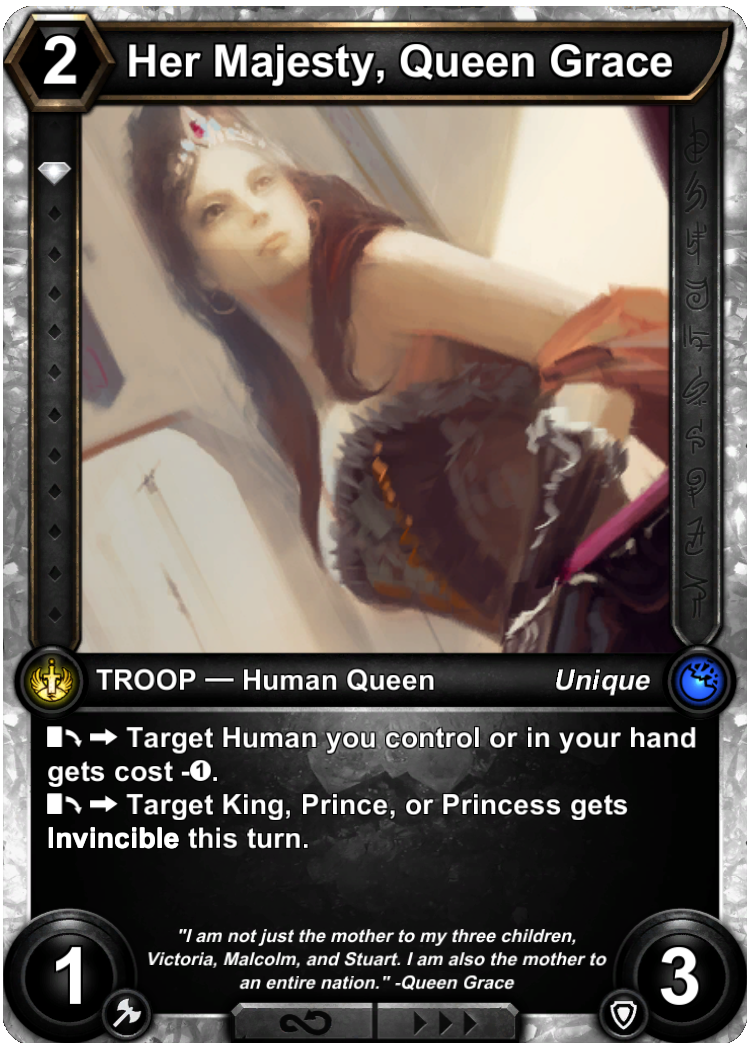 2 Her Majesty, Queen Grace
TROOP — Human Queen Unique
Target Human you control or in your hand
gets cost -1.
Target King, Prince, or Princess gets
Invincible this turn.
"I am not just the mother to my three children,
Victoria, Malcolm, and Stuart. I am also the mother to
an entire nation." -Queen Grace
1 3